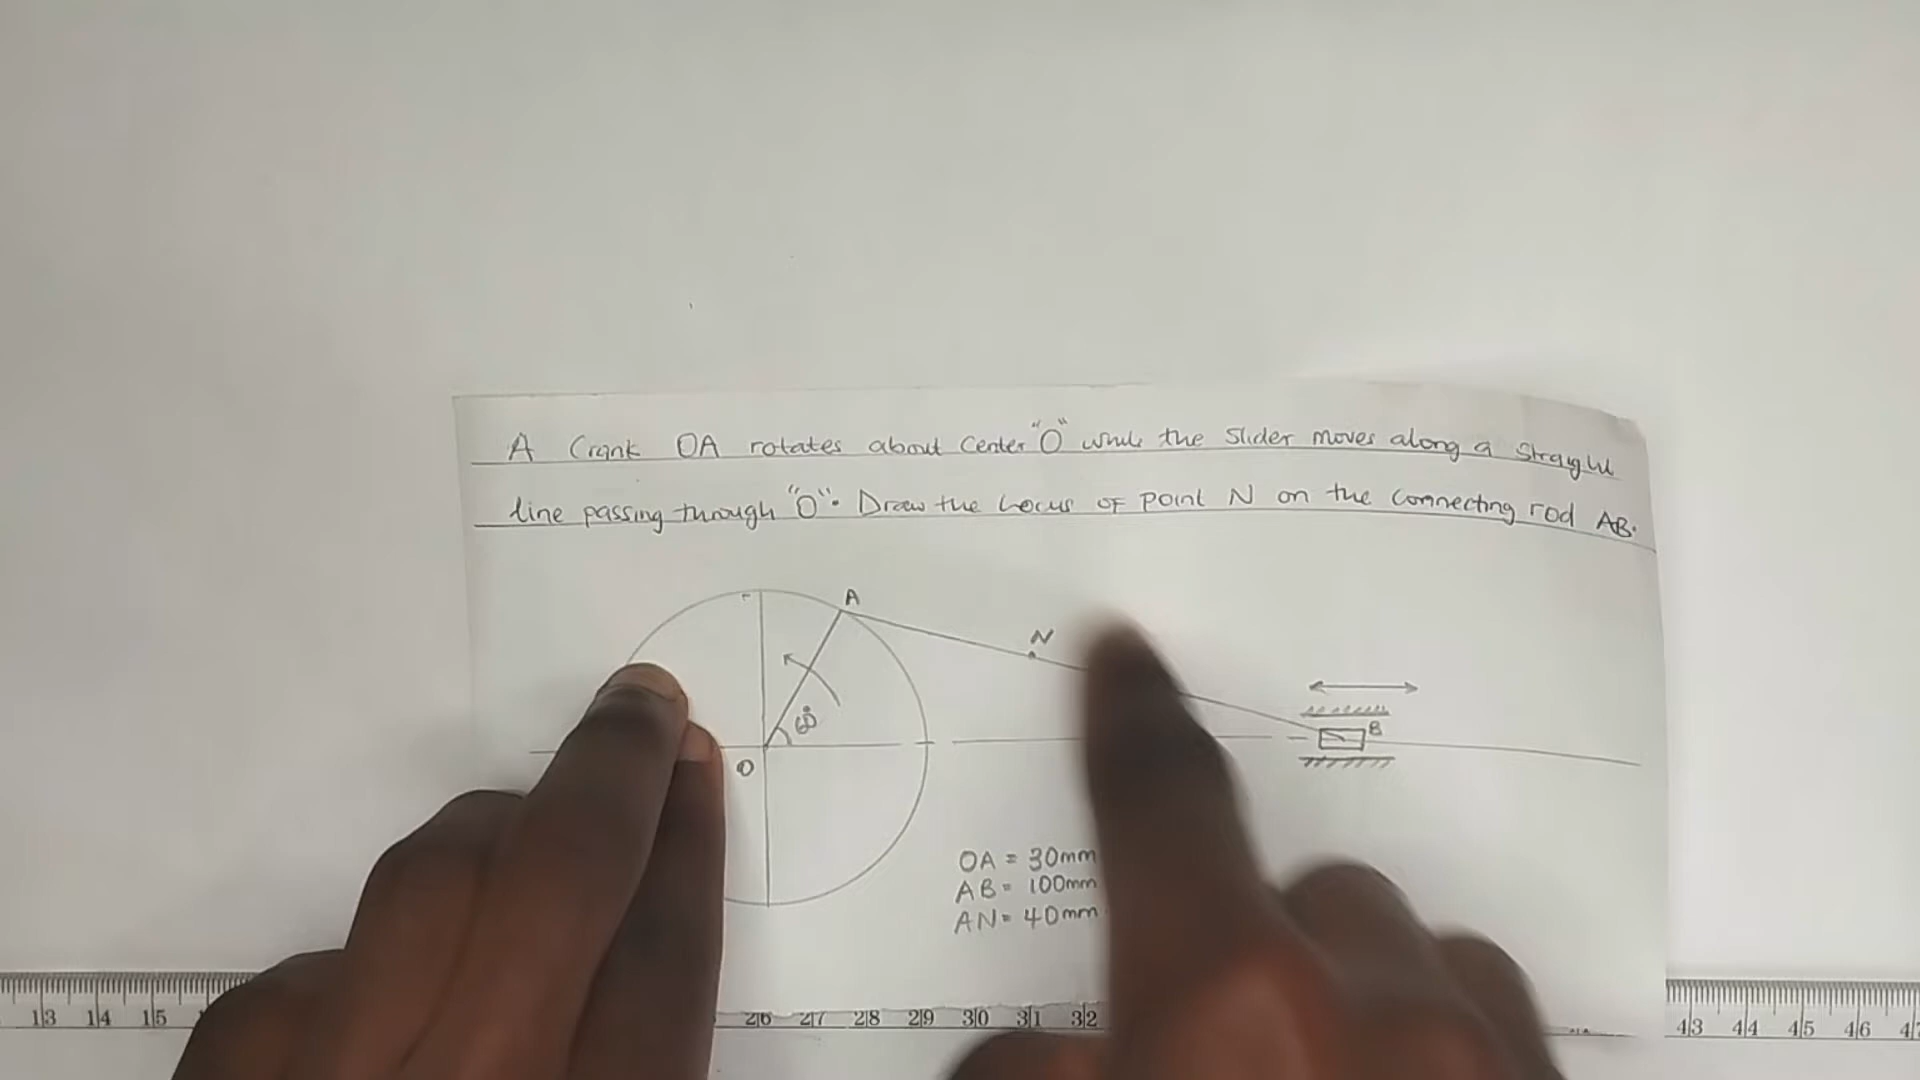 A Crank OA rotates about Center "O" while the Slider moves along a Straight
line passing through "O". Draw the Locus OF Point N on the Connecting rod AB.
A
N
60°
B
O
OA = 30mm
AB = 100mm
AN = 40mm
13 14 15 26 27 28 29 30 31 32 43 44 45 46